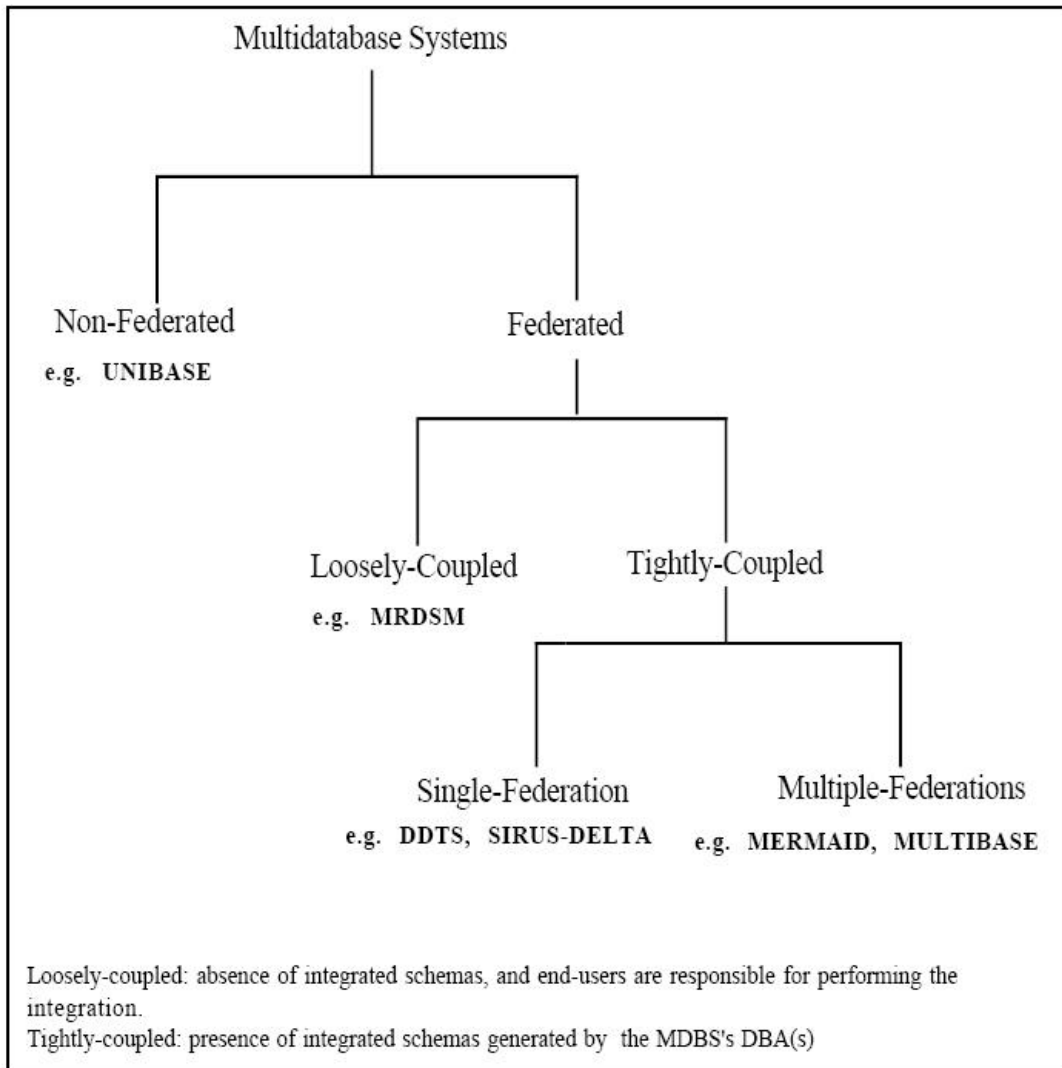 Multidatabase Systems
Non-Federated
e.g. UNIBASE
Federated
Loosely-Coupled
e.g. MRDSM
Tightly-Coupled
Single-Federation
e.g. DDTS, SIRUS-DELTA
Multiple-Federations
e.g. MERMAID, MULTIBASE
Loosely-coupled: absence of integrated schemas, and end-users are responsible for performing the
integration.
Tightly-coupled: presence of integrated schemas generated by the MDBS's DBA(s)